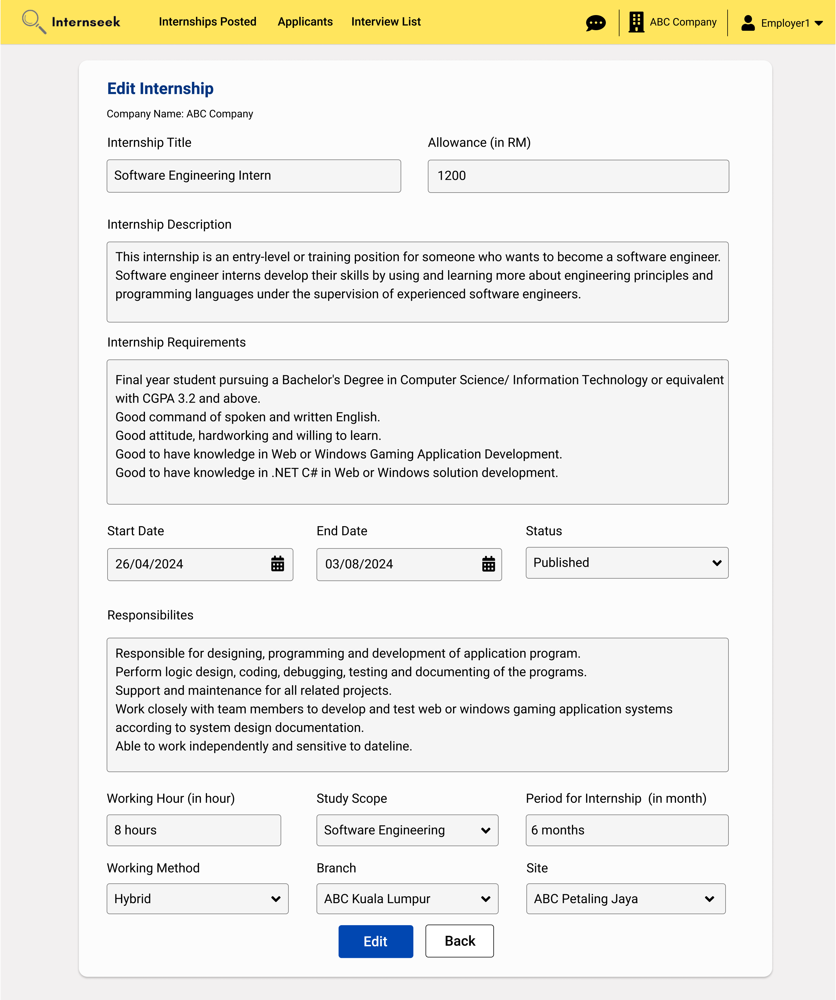 Internseek
Internships Posted
Applicants
Interview List
ABC Company
Employer1
Edit Internship
Company Name: ABC Company
Internship Title
Allowance (in RM)
Software Engineering Intern
1200
Internship Description
This internship is an entry-level or training position for someone who wants to become a software engineer.
Software engineer interns develop their skills by using and learning more about engineering principles and
programming languages under the supervision of experienced software engineers.
Internship Requirements
Final year student pursuing a Bachelor's Degree in Computer Science/ Information Technology or equivalent
with CGPA 3.2 and above.
Good command of spoken and written English.
Good attitude, hardworking and willing to learn.
Good to have knowledge in Web or Windows Gaming Application Development.
Good to have knowledge in .NET C# in Web or Windows solution development.
Start Date
End Date
Status
26/04/2024
03/08/2024
Published
Responsibilites
Responsible for designing, programming and development of application program.
Perform logic design, coding, debugging, testing and documenting of the programs.
Support and maintenance for all related projects.
Work closely with team members to develop and test web or windows gaming application systems
according to system design documentation.
Able to work independently and sensitive to dateline.
Working Hour (in hour)
Study Scope
Period for Internship  (in month)
8 hours
Software Engineering
6 months
Working Method
Branch
Site
Hybrid
ABC Kuala Lumpur
ABC Petaling Jaya
Edit
Back